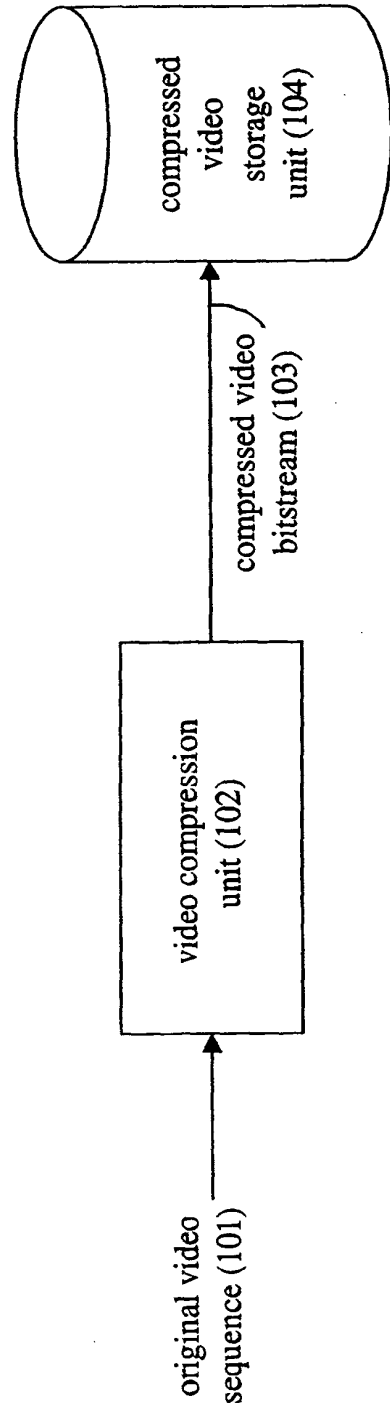 original video
sequence (101)
video compression
unit (102)
compressed video
bitstream (103)
compressed
video
storage
unit (104)